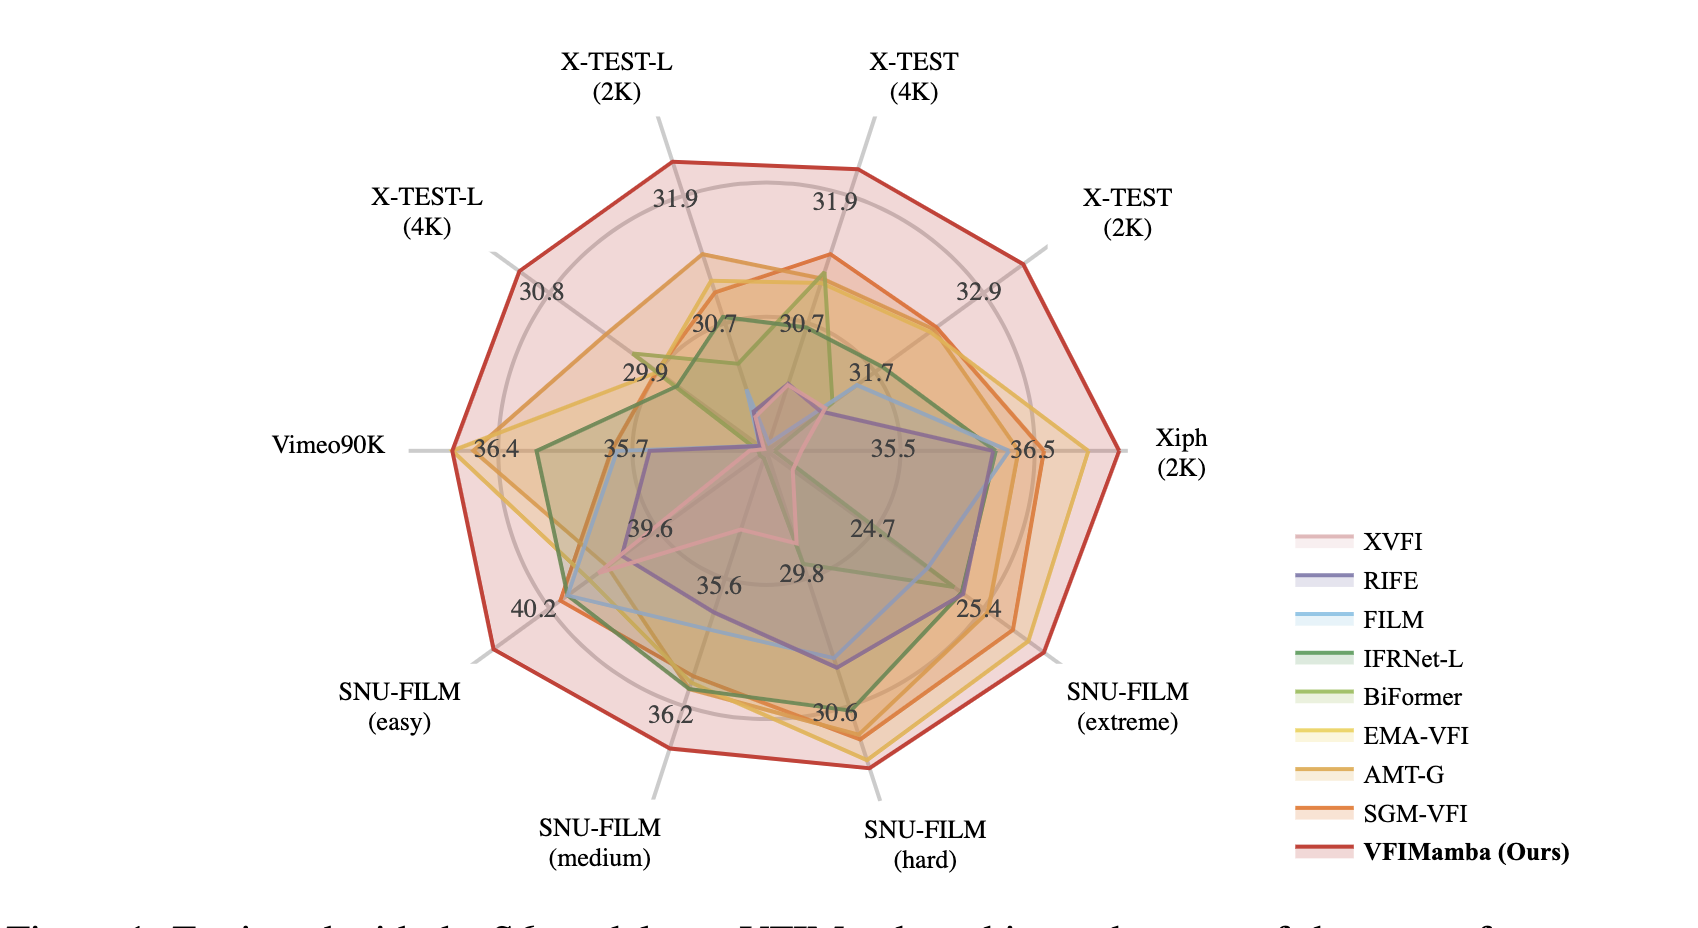 X-TEST-L
(2K)
X-TEST
(4K)
X-TEST-L
(4K)
X-TEST
(2K)
31.9
31.9
30.8
32.9
30.7
30.7
29.9
31.7
Vimeo90K
36.4
35.7
35.5
36.5
Xiph
(2K)
39.6
24.7
35.6
29.8
40.2
25.4
36.2
30.6
SNU-FILM
(easy)
SNU-FILM
(extreme)
SNU-FILM
(medium)
SNU-FILM
(hard)
XVFI
RIFE
FILM
IFRNet-L
BiFormer
EMA-VFI
AMT-G
SGM-VFI
VFIMamba (Ours)